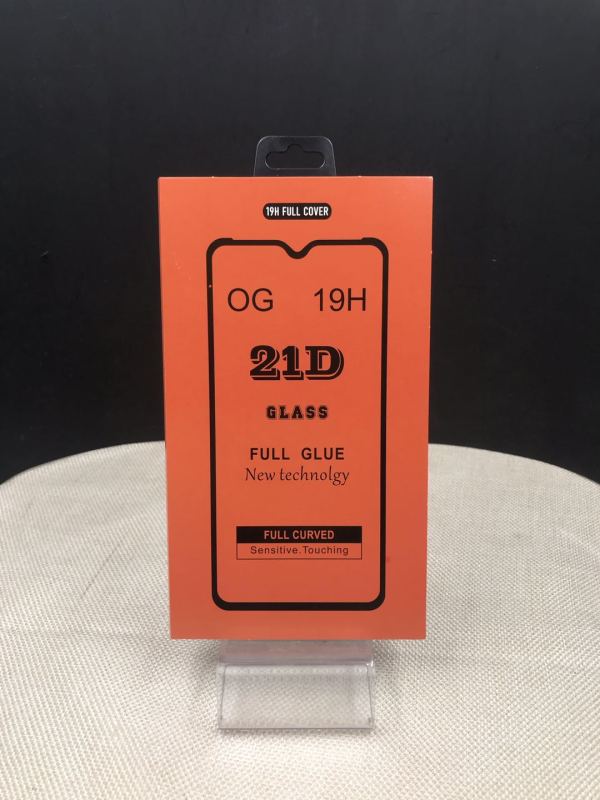 19H FULL COVER
OG 19H
21D
GLASS
FULL GLUE
New technolgy
FULL CURVED
Sensitive.Touching